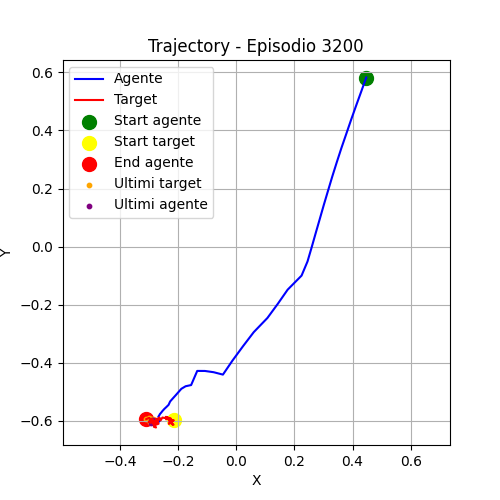 Trajectory - Episodio 3200
Agente
Target
Start agente
Start target
End agente
Ultimi target
Ultimi agente
0.6
0.4
0.2
0.0
−0.2
−0.4
−0.6
Y
−0.4
−0.2
0.0
0.2
0.4
0.6
X